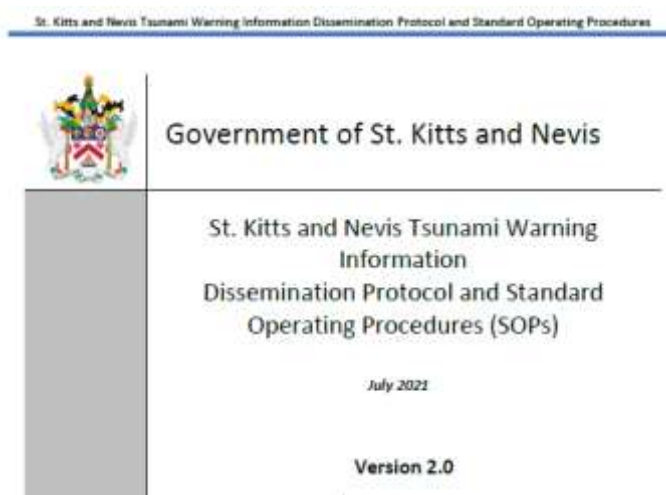 St. Kitts and Nevis Tsunami Warning Information Dissemination Protocol and Standard Operating Procedures
Government of St. Kitts and Nevis
St. Kitts and Nevis Tsunami Warning
Information
Dissemination Protocol and Standard
Operating Procedures (SOPs)
July 2021
Version 2.0